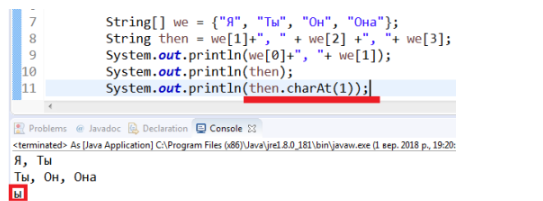 7 String[] we = {"Я", "Ты", "Он", "Она"};
8 String then = we[1]+", " + we[2] +", "+ we[3];
9 System.out.println(we[0]+", "+ we[1]);
10 System.out.println(then);
11 System.out.println(then.charAt(1));
Problems @ Javadoc Declaration Console
<terminated> As [Java Application] C:\Program Files (x86)\Java\jre1.8.0_181\bin\javaw.exe (1 вер. 2018 р., 19:20:
Я, Ты
Ты, Он, Она
ы